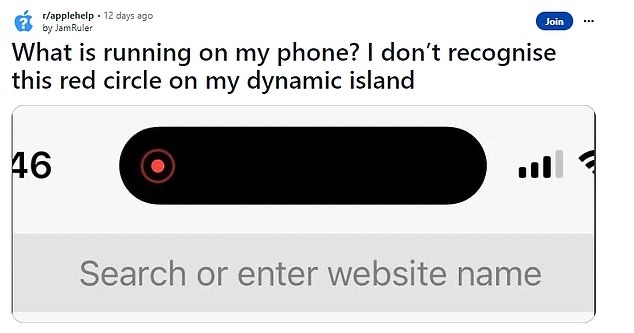 r/applehelp • 12 days ago
by JamRuler
Join
What is running on my phone? I don't recognise
this red circle on my dynamic island
46
Search or enter website name